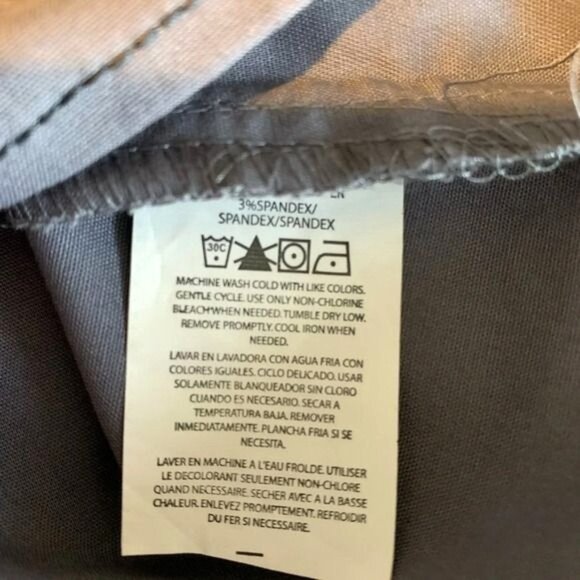 3%SPANDEX/
SPANDEX/SPANDEX
30C
MACHINE WASH COLD WITH LIKE COLORS.
GENTLE CYCLE. USE ONLY NON-CHLORINE
BLEACH WHEN NEEDED. TUMBLE DRY LOW.
REMOVE PROMPTLY. COOL IRON WHEN
NEEDED.
LAVAR EN LAVADORA CON AGUA FRIA CON
COLORES IGUALES. CICLO DELICADO. USAR
SOLAMENTE BLANQUEADOR SIN CLORO
CUANDO ES NECESARIO. SECAR A
TEMPERATURA BAJA. REMOVER
INMEDIATAMENTE. PLANCHA FRIA SI SE
NECESITA.
LAVER EN MACHINE A L'EAU FROLDE. UTILISER
LE DECOLORANT SEULEMENT NON-CHLORE
QUAND NECESSAIRE. SECHER AVEC A LA BASSE
CHALEUR. ENLEVEZ PROMPTEMENT. REFROIDIR
DU FER SI NECESSAIRE.